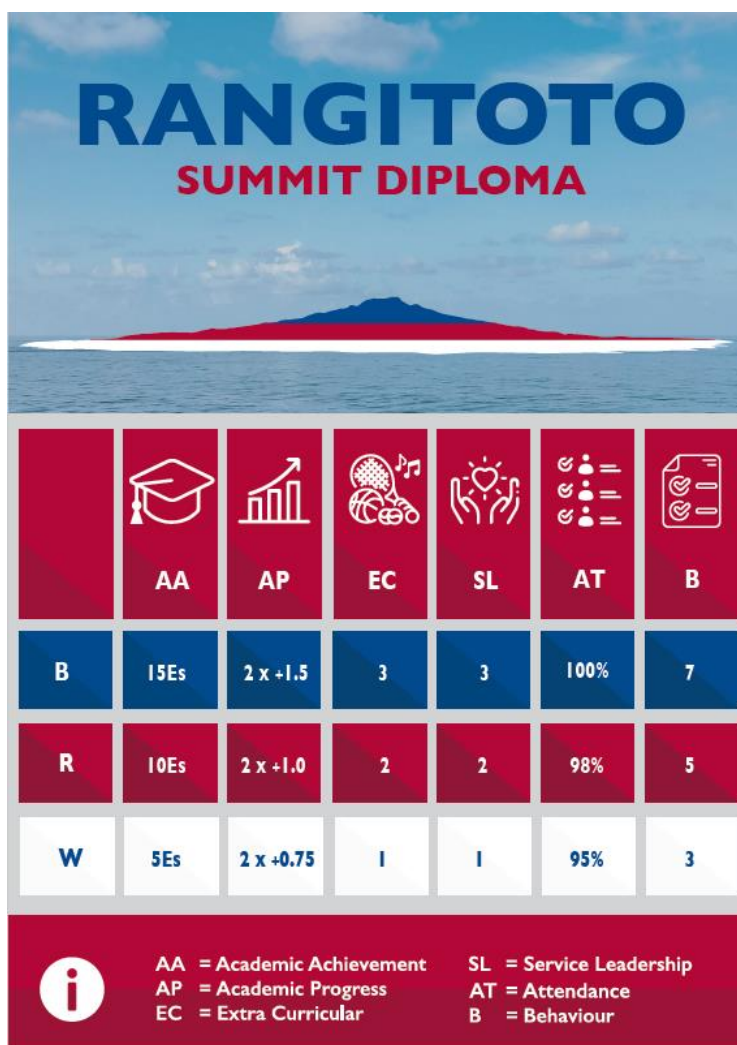 RANGITOTO
SUMMIT DIPLOMA
AA AP EC SL AT B
B 15Es 2 x +1.5 3 3 100% 7
R 10Es 2 x +1.0 2 2 98% 5
W 5Es 2 x +0.75 1 1 95% 3
AA = Academic Achievement
AP = Academic Progress
EC = Extra Curricular
SL = Service Leadership
AT = Attendance
B = Behaviour